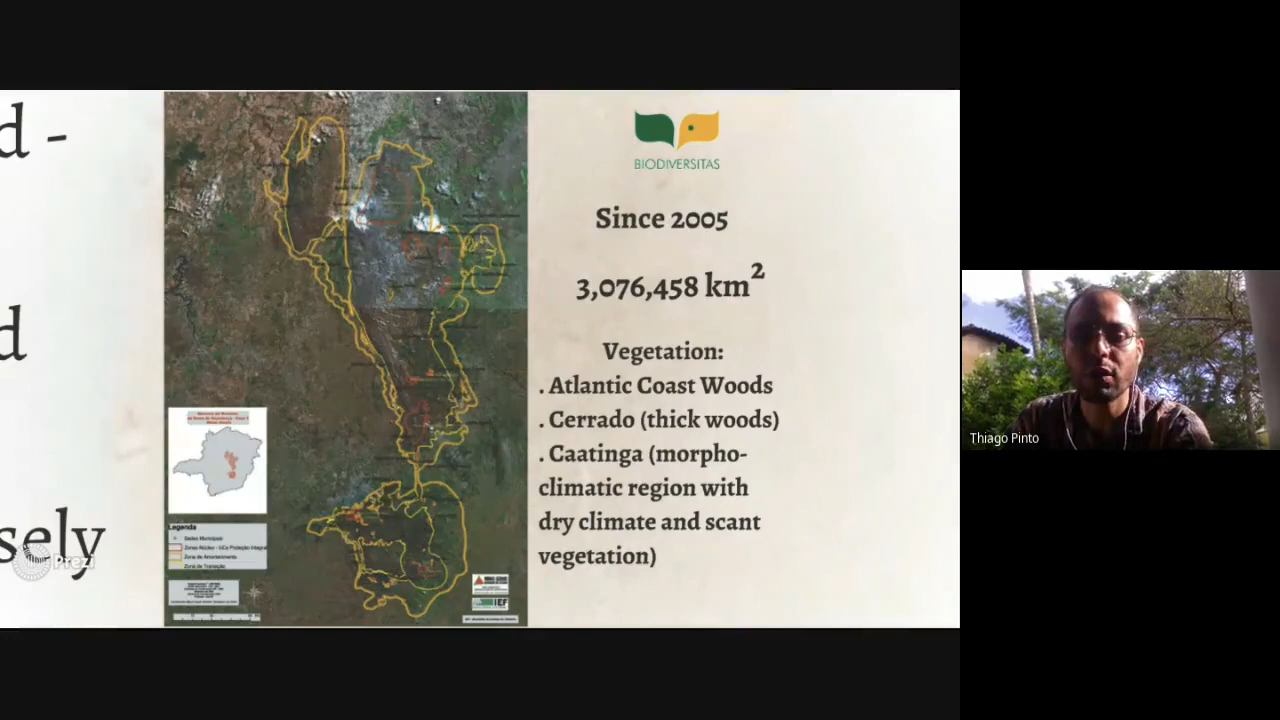 d -
d
sely
Prezi
BIODIVERSITAS
Since 2005
3,076,458 km²
Vegetation:
. Atlantic Coast Woods
. Cerrado (thick woods)
. Caatinga (morpho-
climatic region with
dry climate and scant
vegetation)
Legenda
Sedes Municipais
Zonas Núcleo - UCs Proteção Integral
Zona de Amortecimento
Zona de Transição
IEF
Thiago Pinto